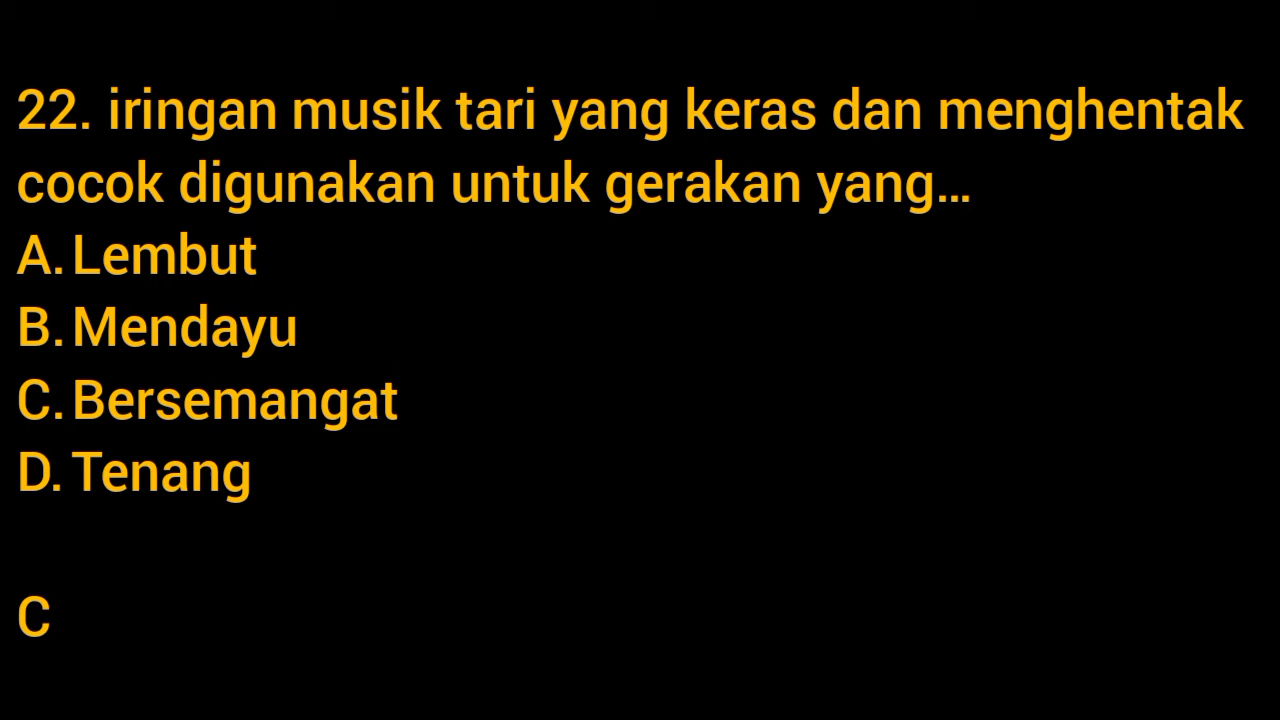 22. iringan musik tari yang keras dan menghentak
cocok digunakan untuk gerakan yang...
A. Lembut
B. Mendayu
C. Bersemangat
D. Tenang
C